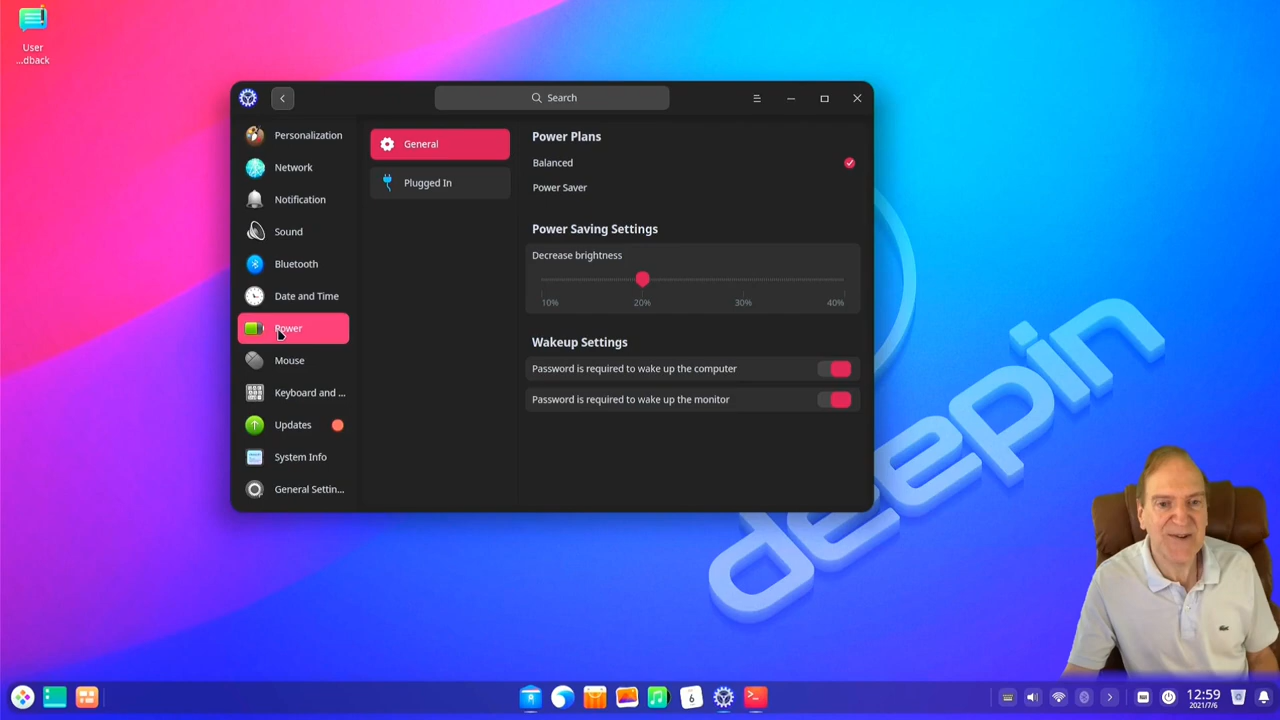 User
...dback
Search
Personalization
Network
Notification
Sound
Bluetooth
Date and Time
Power
Mouse
Keyboard and ...
Updates
System Info
General Settin...
General
Plugged In
Power Plans
Balanced
Power Saver
Power Saving Settings
Decrease brightness
10% 20% 30% 40%
Wakeup Settings
Password is required to wake up the computer
Password is required to wake up the monitor
deepin
6
12:59
2021/7/6